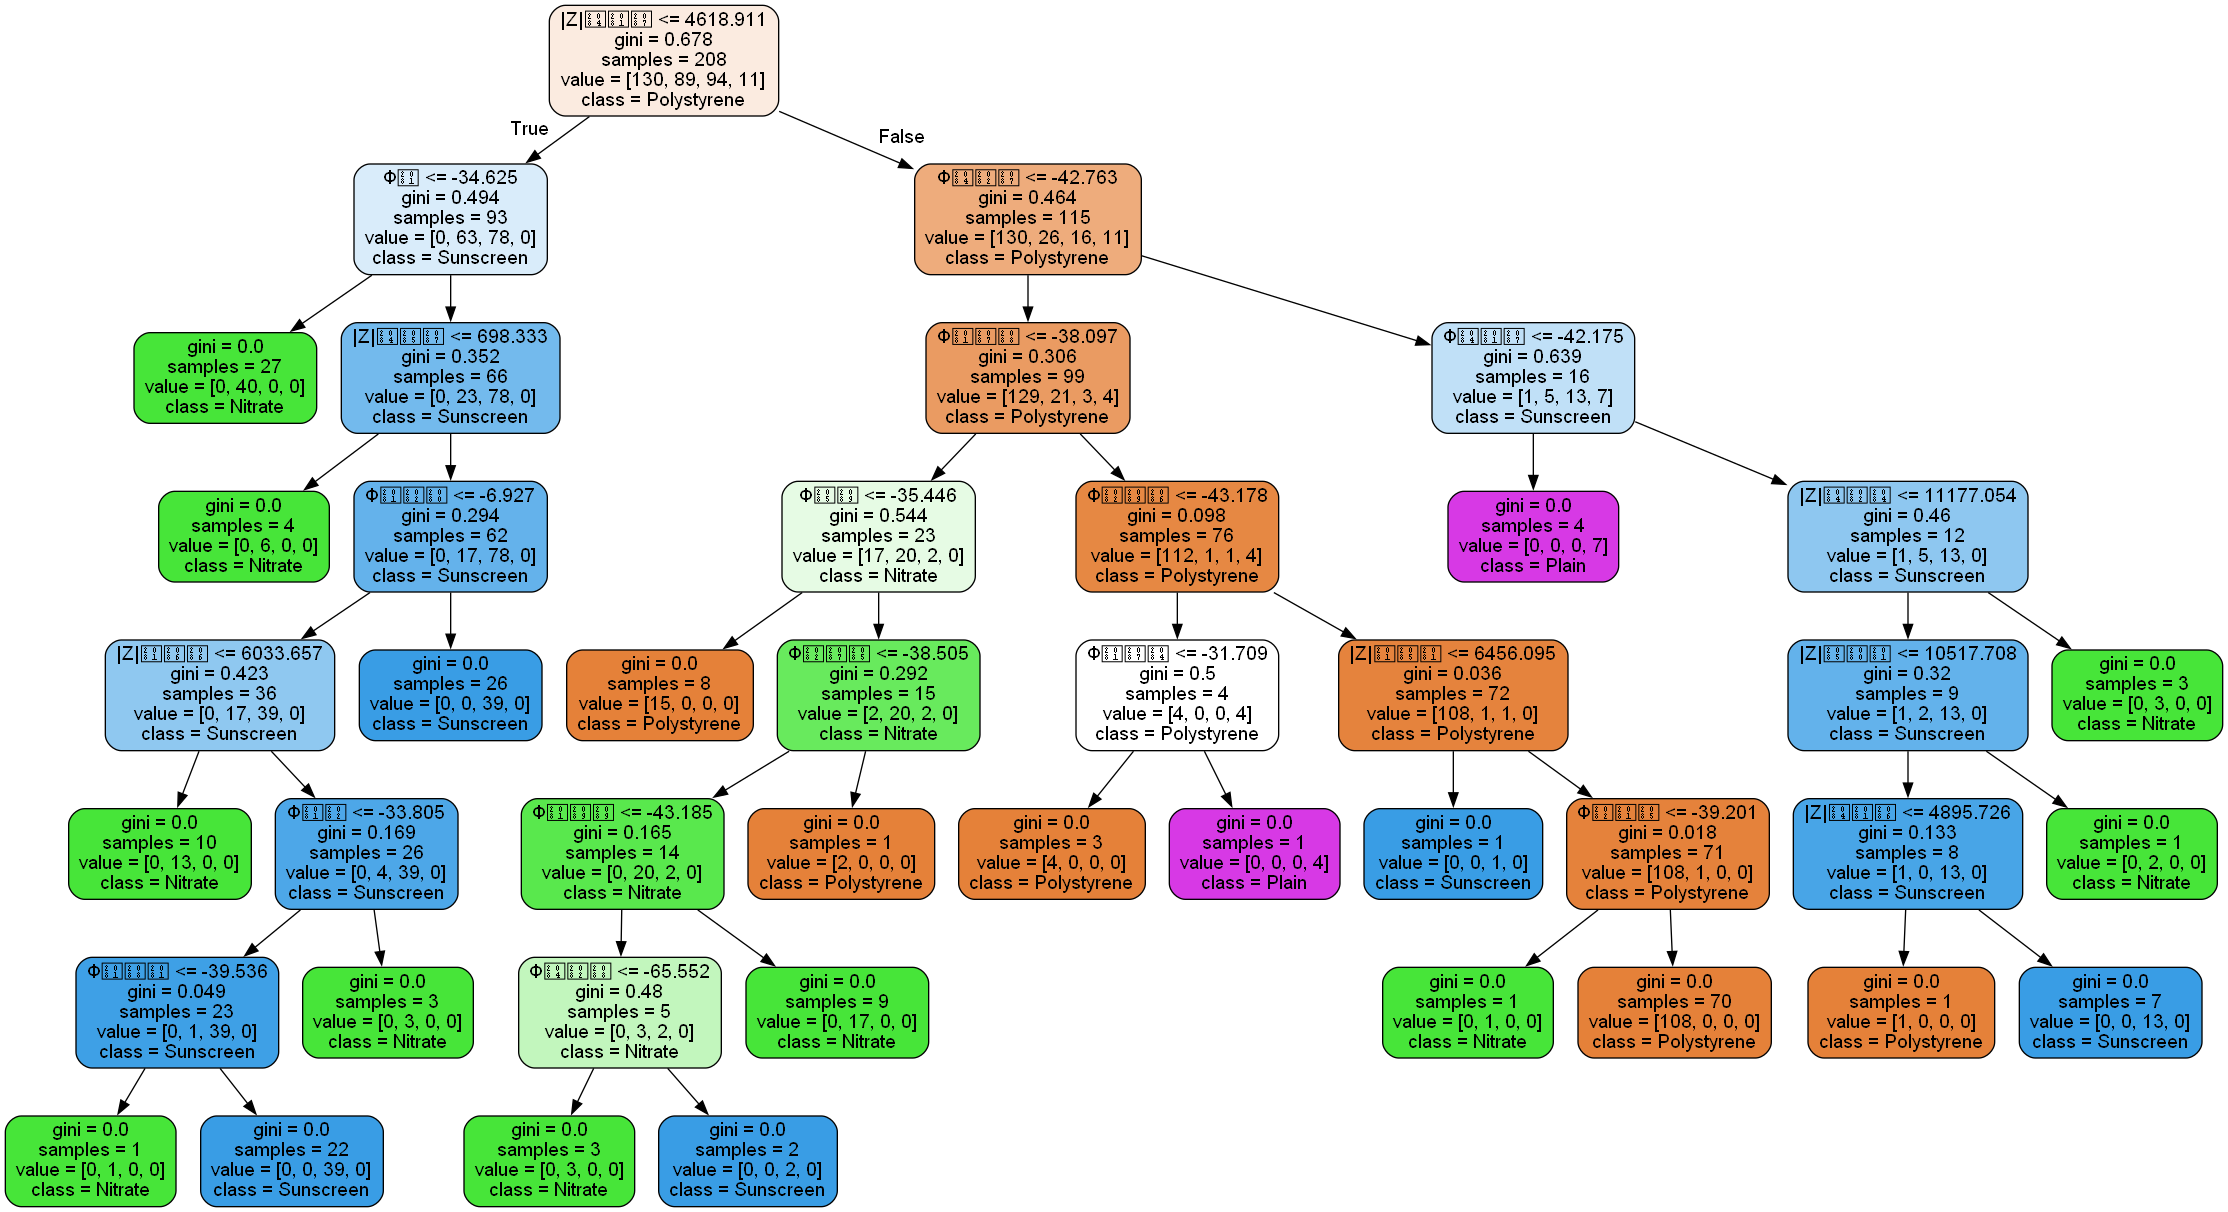 |Z| <= 4618.911
gini = 0.678
samples = 208
value = [130, 89, 94, 11]
class = Polystyrene
True
False
Φ <= -34.625
gini = 0.494
samples = 93
value = [0, 63, 78, 0]
class = Sunscreen
Φ <= -42.763
gini = 0.464
samples = 115
value = [130, 26, 16, 11]
class = Polystyrene
gini = 0.0
samples = 27
value = [0, 40, 0, 0]
class = Nitrate
|Z| <= 698.333
gini = 0.352
samples = 66
value = [0, 23, 78, 0]
class = Sunscreen
Φ <= -38.097
gini = 0.306
samples = 99
value = [129, 21, 3, 4]
class = Polystyrene
Φ <= -42.175
gini = 0.639
samples = 16
value = [1, 5, 13, 7]
class = Sunscreen
gini = 0.0
samples = 4
value = [0, 6, 0, 0]
class = Nitrate
Φ <= -6.927
gini = 0.294
samples = 62
value = [0, 17, 78, 0]
class = Sunscreen
Φ <= -35.446
gini = 0.544
samples = 23
value = [17, 20, 2, 0]
class = Nitrate
Φ <= -43.178
gini = 0.098
samples = 76
value = [112, 1, 1, 4]
class = Polystyrene
gini = 0.0
samples = 4
value = [0, 0, 0, 7]
class = Plain
|Z| <= 11177.054
gini = 0.46
samples = 12
value = [1, 5, 13, 0]
class = Sunscreen
|Z| <= 6033.657
gini = 0.423
samples = 36
value = [0, 17, 39, 0]
class = Sunscreen
gini = 0.0
samples = 26
value = [0, 0, 39, 0]
class = Sunscreen
gini = 0.0
samples = 8
value = [15, 0, 0, 0]
class = Polystyrene
Φ <= -38.505
gini = 0.292
samples = 15
value = [2, 20, 2, 0]
class = Nitrate
Φ <= -31.709
gini = 0.5
samples = 4
value = [4, 0, 0, 4]
class = Polystyrene
|Z| <= 6456.095
gini = 0.036
samples = 72
value = [108, 1, 1, 0]
class = Polystyrene
|Z| <= 10517.708
gini = 0.32
samples = 9
value = [1, 2, 13, 0]
class = Sunscreen
gini = 0.0
samples = 3
value = [0, 3, 0, 0]
class = Nitrate
gini = 0.0
samples = 10
value = [0, 13, 0, 0]
class = Nitrate
Φ <= -33.805
gini = 0.169
samples = 26
value = [0, 4, 39, 0]
class = Sunscreen
Φ <= -43.185
gini = 0.165
samples = 14
value = [0, 20, 2, 0]
class = Nitrate
gini = 0.0
samples = 1
value = [2, 0, 0, 0]
class = Polystyrene
gini = 0.0
samples = 3
value = [4, 0, 0, 0]
class = Polystyrene
gini = 0.0
samples = 1
value = [0, 0, 0, 4]
class = Plain
gini = 0.0
samples = 1
value = [0, 0, 1, 0]
class = Sunscreen
Φ <= -39.201
gini = 0.018
samples = 71
value = [108, 1, 0, 0]
class = Polystyrene
|Z| <= 4895.726
gini = 0.133
samples = 8
value = [1, 0, 13, 0]
class = Sunscreen
gini = 0.0
samples = 1
value = [0, 2, 0, 0]
class = Nitrate
Φ <= -39.536
gini = 0.049
samples = 23
value = [0, 1, 39, 0]
class = Sunscreen
gini = 0.0
samples = 3
value = [0, 3, 0, 0]
class = Nitrate
Φ <= -65.552
gini = 0.48
samples = 5
value = [0, 3, 2, 0]
class = Nitrate
gini = 0.0
samples = 9
value = [0, 17, 0, 0]
class = Nitrate
gini = 0.0
samples = 1
value = [0, 1, 0, 0]
class = Nitrate
gini = 0.0
samples = 70
value = [108, 0, 0, 0]
class = Polystyrene
gini = 0.0
samples = 1
value = [1, 0, 0, 0]
class = Polystyrene
gini = 0.0
samples = 7
value = [0, 0, 13, 0]
class = Sunscreen
gini = 0.0
samples = 1
value = [0, 1, 0, 0]
class = Nitrate
gini = 0.0
samples = 22
value = [0, 0, 39, 0]
class = Sunscreen
gini = 0.0
samples = 3
value = [0, 3, 0, 0]
class = Nitrate
gini = 0.0
samples = 2
value = [0, 0, 2, 0]
class = Sunscreen